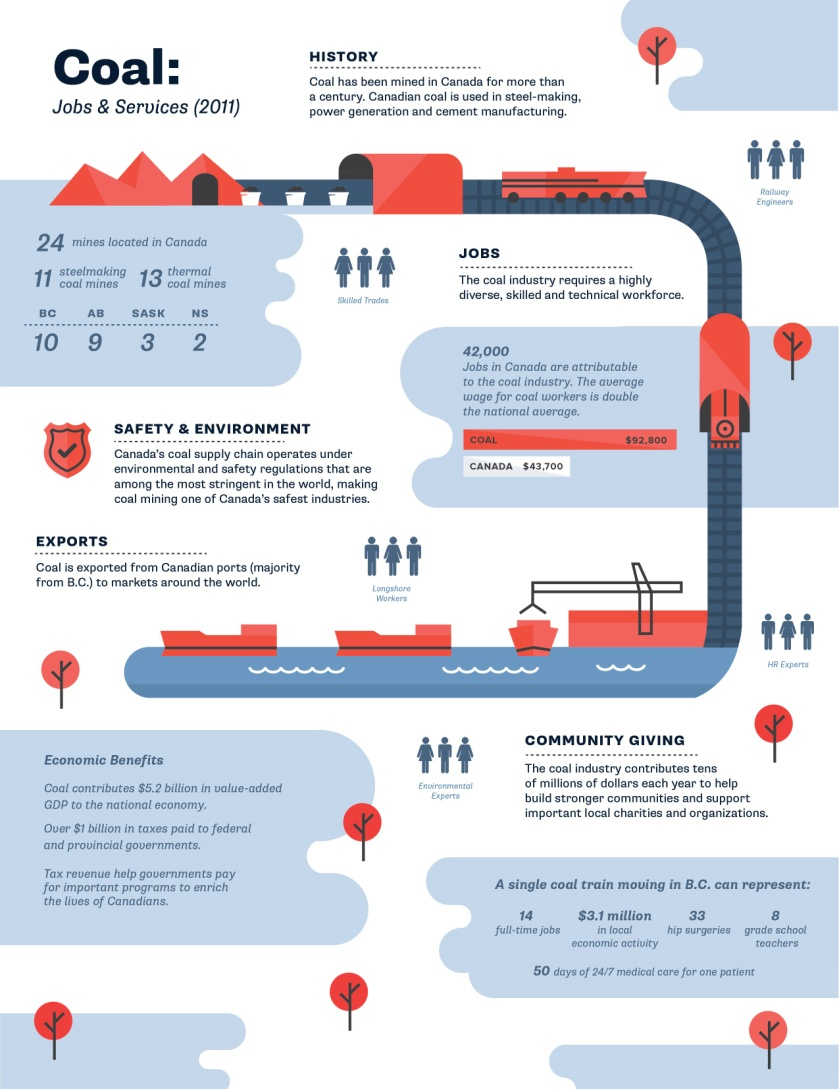 Coal:
Jobs & Services (2011)
HISTORY
Coal has been mined in Canada for more than
a century. Canadian coal is used in steel-making,
power generation and cement manufacturing.
Railway
Engineers
24 mines located in Canada
11 steelmaking
coal mines
13 thermal
coal mines
BC AB SASK NS
10 9 3 2
Skilled Trades
JOBS
The coal industry requires a highly
diverse, skilled and technical workforce.
42,000
Jobs in Canada are attributable
to the coal industry. The average
wage for coal workers is double
the national average.
COAL $92,800
CANADA $43,700
SAFETY & ENVIRONMENT
Canada's coal supply chain operates under
environmental and safety regulations that are
among the most stringent in the world, making
coal mining one of Canada's safest industries.
EXPORTS
Coal is exported from Canadian ports (majority
from B.C.) to markets around the world.
Longshore
Workers
HR Experts
Economic Benefits
Coal contributes $5.2 billion in value-added
GDP to the national economy.
Over $1 billion in taxes paid to federal
and provincial governments.
Tax revenue help governments pay
for important programs to enrich
the lives of Canadians.
Environmental
Experts
COMMUNITY GIVING
The coal industry contributes tens
of millions of dollars each year to help
build stronger communities and support
important local charities and organizations.
A single coal train moving in B.C. can represent:
14
full-time jobs
$3.1 million
in local
economic activity
33
hip surgeries
8
grade school
teachers
50 days of 24/7 medical care for one patient